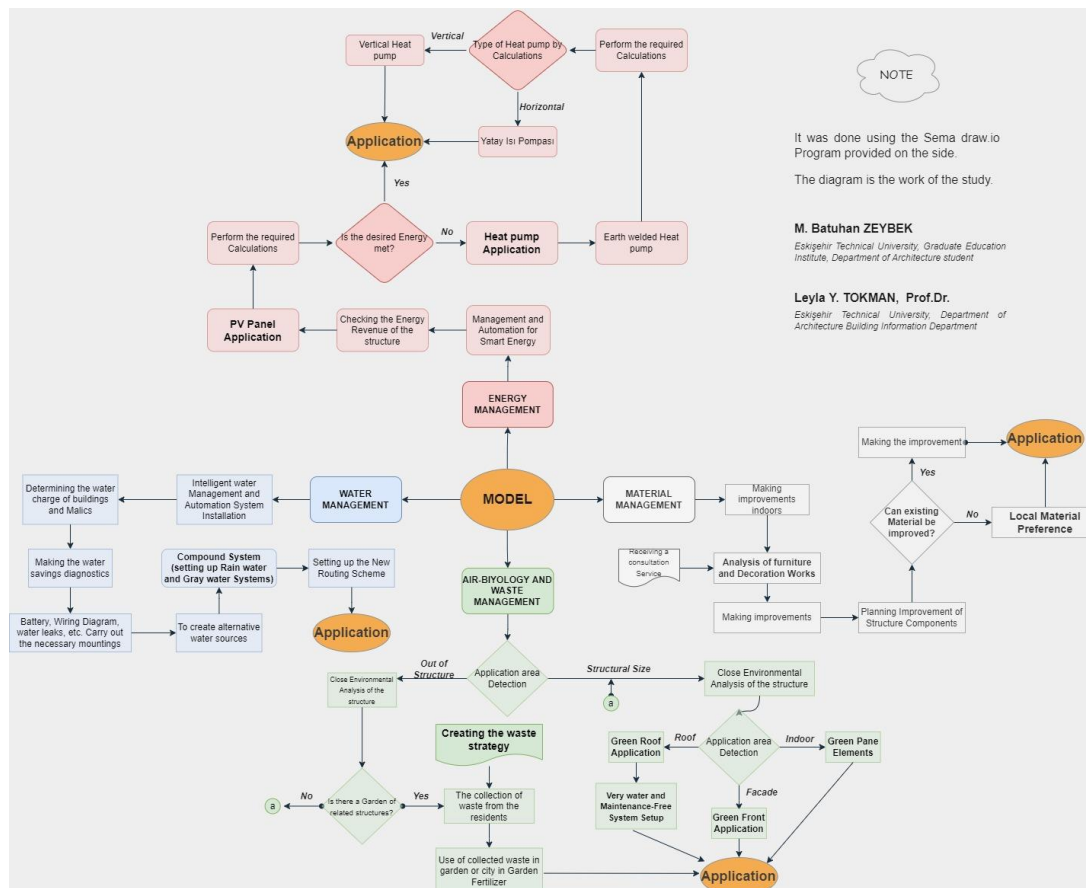 Vertical Heat
pump
Vertical
Type of Heat pump by
Calculations
Perform the required
Calculations
Horizontal
Application
Yatay Isı Pompası
Yes
Perform the required
Calculations
Is the desired Energy
met?
No
Heat pump
Application
Earth welded Heat
pump
PV Panel
Application
Checking the Energy
Revenue of the
structure
Management and
Automation for
Smart Energy
ENERGY
MANAGEMENT
NOTE
It was done using the Sema draw.io
Program provided on the side.
The diagram is the work of the study.
M. Batuhan ZEYBEK
Eskişehir Technical University, Graduate Education
Institute, Department of Architecture student
Leyla Y. TOKMAN, Prof.Dr.
Eskişehir Technical University, Department of
Architecture Building Information Department
MODEL
WATER
MANAGEMENT
Intelligent water
Management and
Automation System
Installation
Determining the water
charge of buildings
and Malics
Making the water
savings diagnostics
Battery, Wiring Diagram,
water leaks, etc. Carry out
the necessary mountings
To create alternative
water sources
Compound System
(setting up Rain water
and Gray water Systems)
Setting up the New
Routing Scheme
Application
MATERIAL
MANAGEMENT
Making
improvements
indoors
Receiving a
consultation
Service
Analysis of furniture
and Decoration Works
Making improvements
Planning Improvement of
Structure Components
Can existing
Material be
improved?
Yes
Making the improvement
No
Local Material
Preference
Application
AIR-BIYOLOGY AND
WASTE
MANAGEMENT
Application area
Detection
Out of
Structure
Structural Size
a
Close Environmental
Analysis of the
structure
Close Environmental
Analysis of the structure
Creating the waste
strategy
Is there a Garden of
related structures?
No
a
Yes
The collection of
waste from the
residents
Use of collected waste in
garden or city in Garden
Fertilizer
Application area
Detection
Roof
Green Roof
Application
Very water and
Maintenance-Free
System Setup
Indoor
Green Pane
Elements
Facade
Green Front
Application
Application